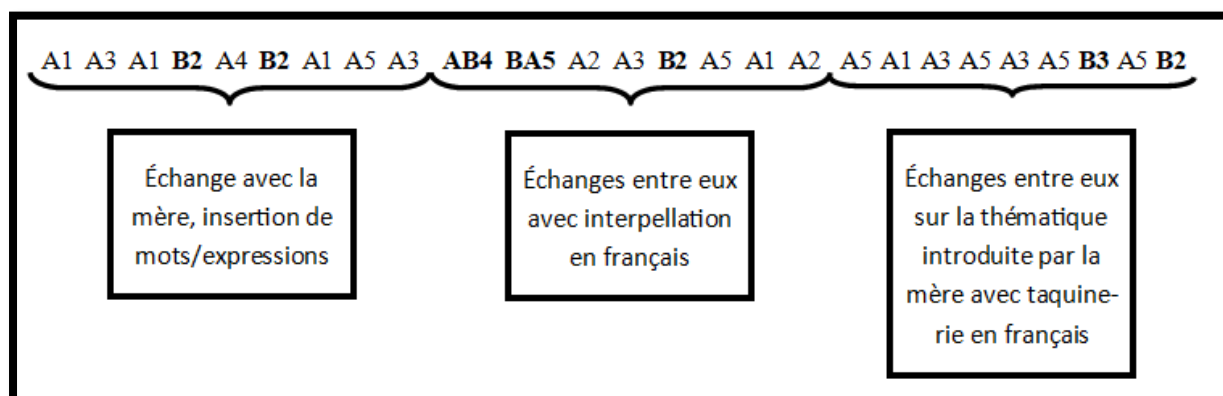 A1 A3 A1 B2 A4 B2 A1 A5 A3 AB4 BA5 A2 A3 B2 A5 A1 A2 A5 A1 A3 A5 A3 A5 B3 A5 B2
Échange avec la
mère, insertion de
mots/expressions
Échanges entre eux
avec interpellation
en français
Échanges entre eux
sur la thématique
introduite par la
mère avec taquine-
rie en français